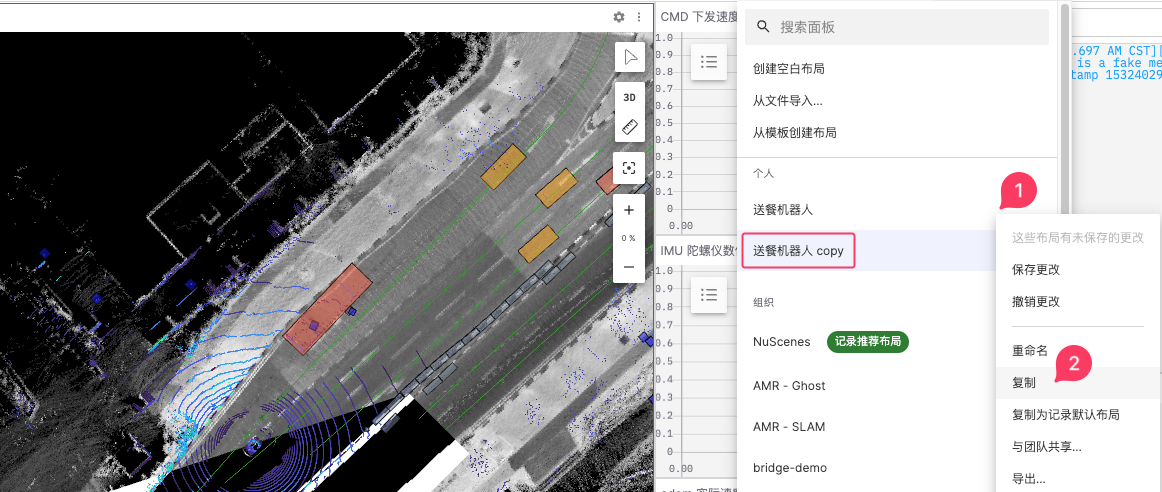 3D
0 %
CMD 下发速度
1.0
0.9
0.8
0.7
0.6
0.5
0.4
0.3
0.2
0.1
0
0.00
IMU 陀螺仪数
1.0
0.9
0.8
0.7
0.6
0.5
0.4
0.3
0.2
0.1
0
0.00
搜索面板
创建空白布局
从文件导入...
从模板创建布局
个人
送餐机器人
送餐机器人 copy
组织
NuScenes
记录推荐布局
AMR - Ghost
AMR - SLAM
bridge-demo
1
这些布局有未保存的更改
保存更改
撤销更改
重命名
复制
2
复制为记录默认布局
与团队共享...
导出...
.697 AM CST][
is a fake me
tamp 15324029